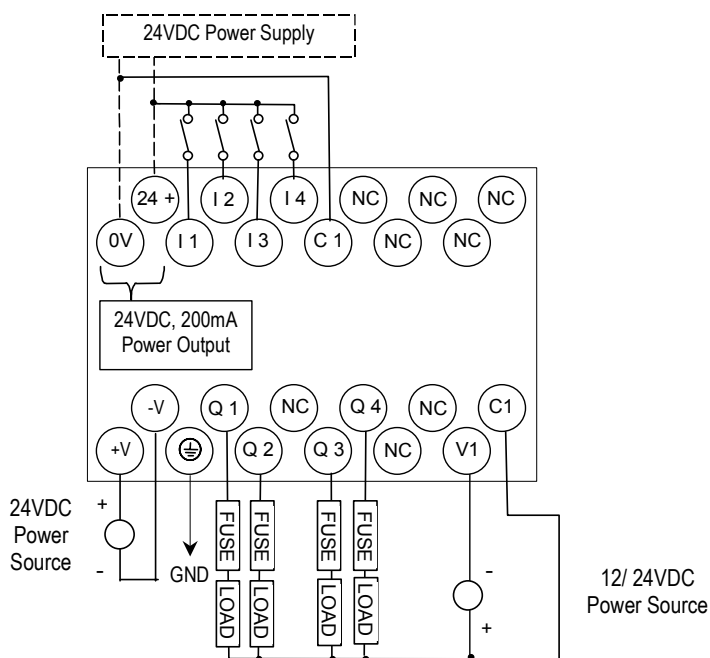 24VDC Power Supply
24 +
I 2
I 4
NC
NC
NC
0V
I 1
I 3
C 1
NC
NC
24VDC, 200mA
Power Output
-V
Q 1
NC
Q 4
NC
C1
+V
Q 2
Q 3
NC
V1
24VDC
Power
Source
+
-
GND
FUSE
FUSE
FUSE
FUSE
LOAD
LOAD
LOAD
LOAD
-
+
12/ 24VDC
Power Source